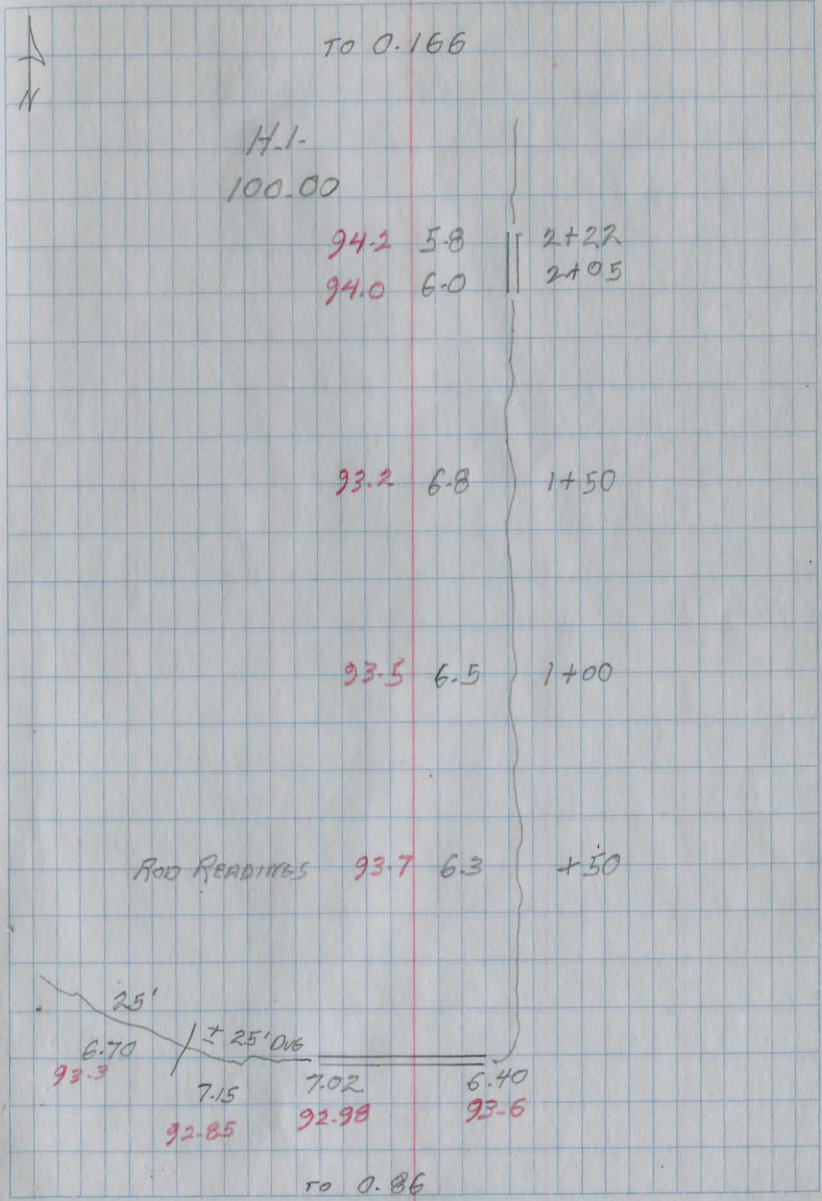 TO 0.166
N
H.I.
100.00
94.2 5.8 2+22
94.0 6.0 2+05
93.2 6.8 1+50
93.5 6.5 1+00
ROD READINGS 93.7 6.3 +50
25'
± 25' DUG
6.70
93.3
7.15
92.85
7.02
92.98
6.40
93.6
TO 0.86